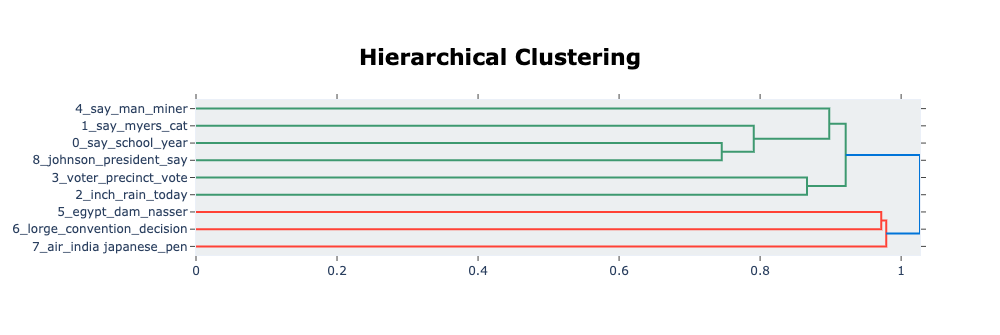 Hierarchical Clustering
4_say_man_miner
1_say_myers_cat
0_say_school_year
8_johnson_president_say
3_voter_precinct_vote
2_inch_rain_today
5_egypt_dam_nasser
6_lorge_convention_decision
7_air_india japanese_pen
0 0.2 0.4 0.6 0.8 1